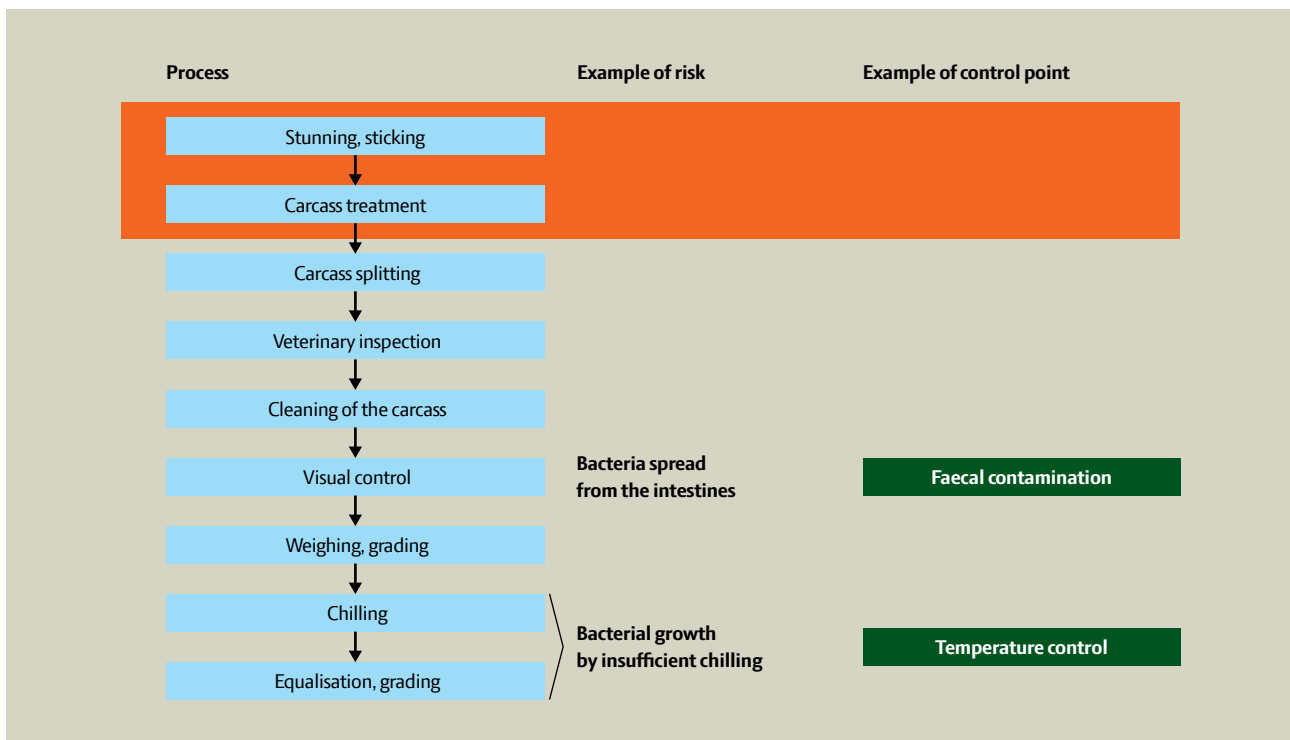 Process
Example of risk
Example of control point
Stunning, sticking
Carcass treatment
Carcass splitting
Veterinary inspection
Cleaning of the carcass
Visual control
Bacteria spread
from the intestines
Faecal contamination
Weighing, grading
Chilling
Bacterial growth
by insufficient chilling
Temperature control
Equalisation, grading